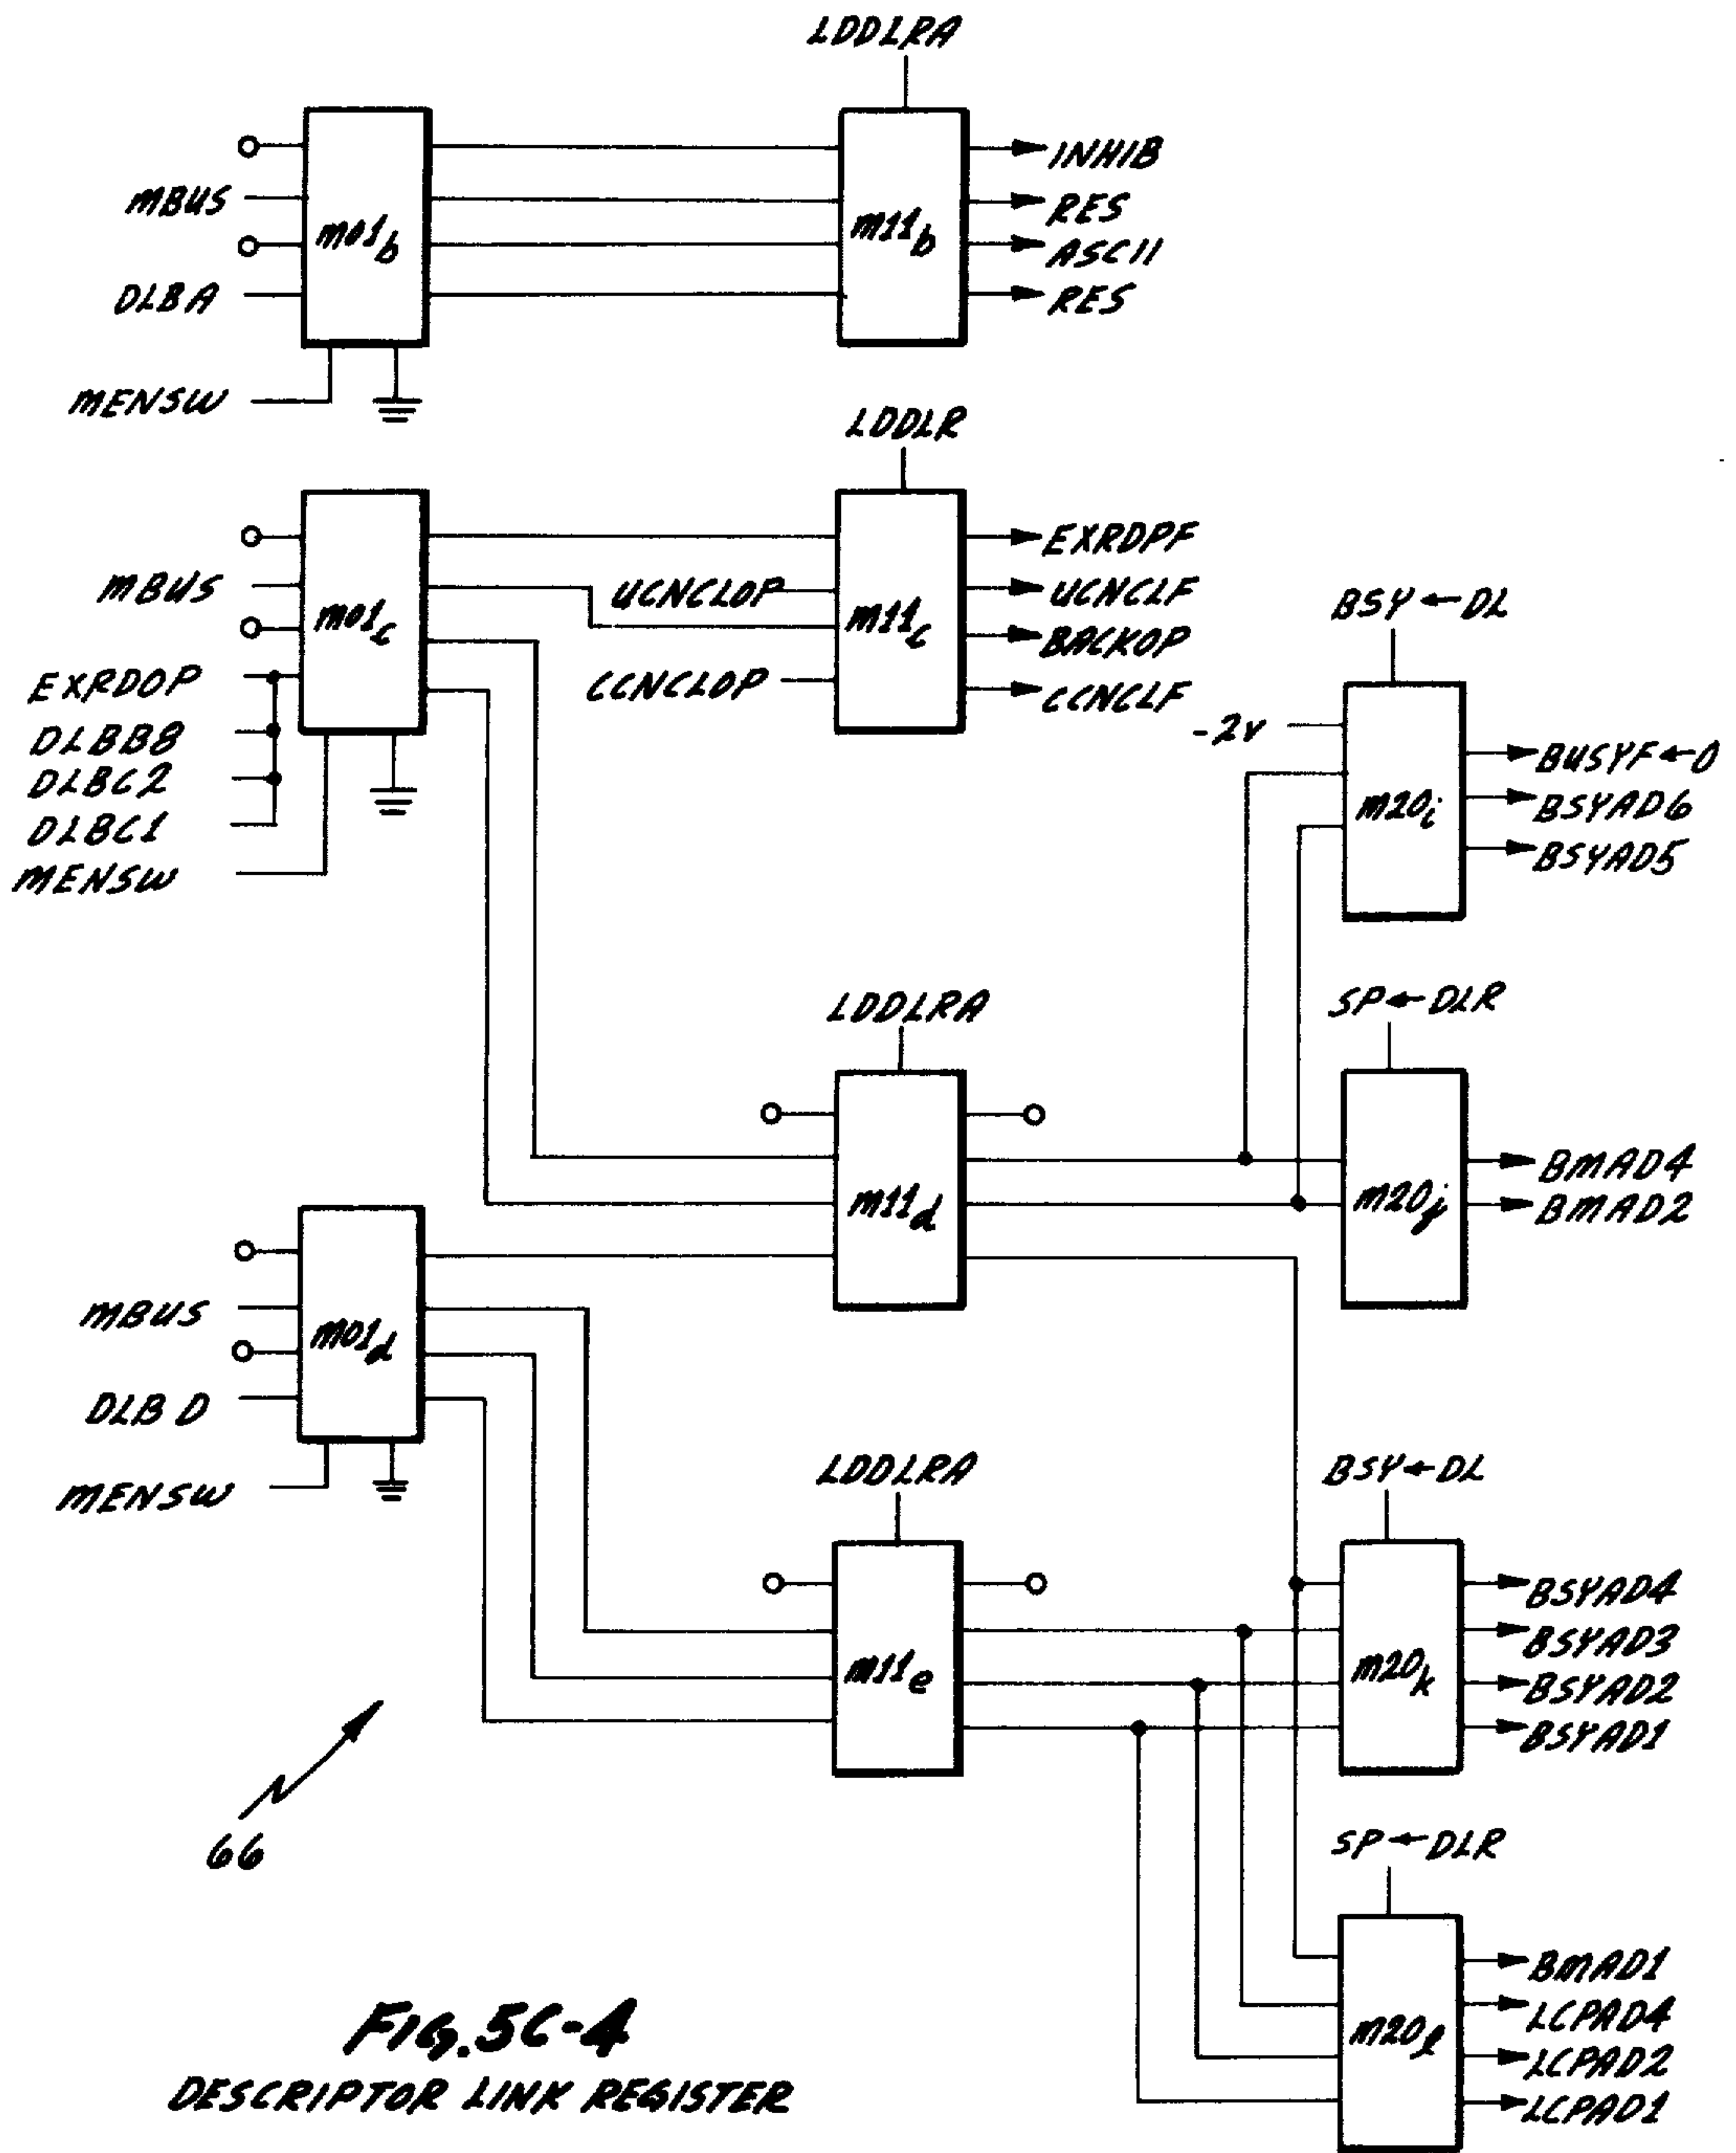 LDDLRA
MBUS
DLBA
MENSW
m01b
m11b
INHIB
RES
ASCII
RES
LDDLR
MBUS
EXRDOP
DLBB8
DLBC2
DLBC1
MENSW
m01c
UCNCLOP
CCNCLOP
m11c
EXRDPF
UCNCLF
BACKOP
CCNCLF
BSY←DL
-2v
m20i
BUSYF←0
BSYAD6
BSYAD5
LDDLRA
m11d
SP←DLR
m20j
BMAD4
BMAD2
MBUS
DLB D
MENSW
m01d
LDDLRA
m11e
BSY←DL
m20k
BSYAD4
BSYAD3
BSYAD2
BSYAD1
66
SP←DLR
m20l
BMAD1
LCPAD4
LCPAD2
LCPAD1
FIG. 5C-4
DESCRIPTOR LINK REGISTER